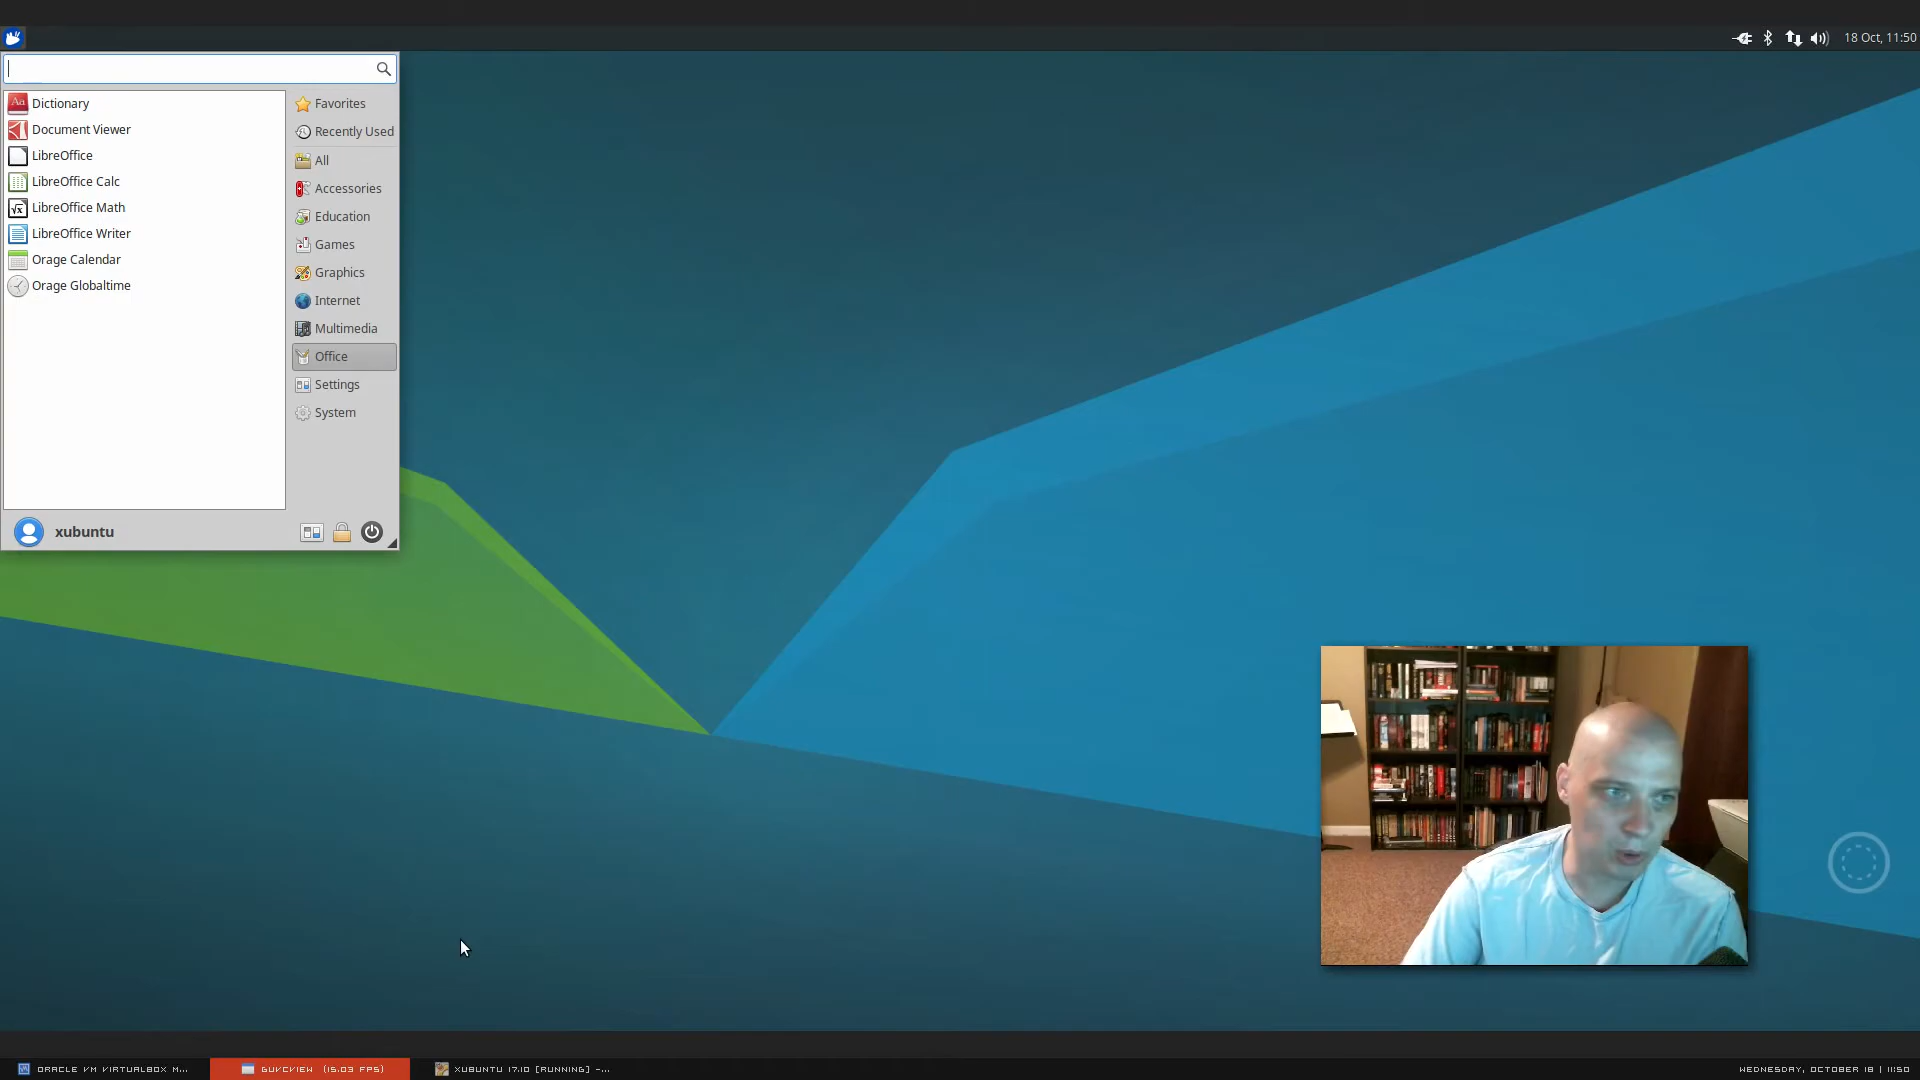 18 Oct, 11:50
Dictionary
Document Viewer
LibreOffice
LibreOffice Calc
LibreOffice Math
LibreOffice Writer
Orage Calendar
Orage Globaltime
Favorites
Recently Used
All
Accessories
Education
Games
Graphics
Internet
Multimedia
Office
Settings
System
xubuntu
ORACLE VM VIRTUALBOX M...
GUVCVIEW (15.03 FPS)
XUBUNTU 17.10 [RUNNING] -...
WEDNESDAY, OCTOBER 18 | 11:50